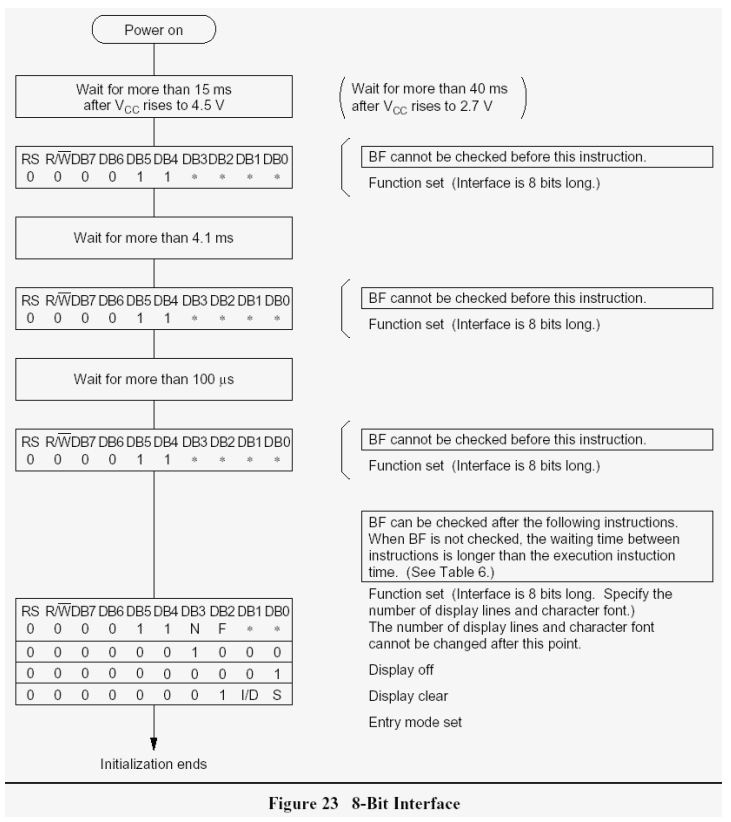 Power on
Wait for more than 15 ms
after VCC rises to 4.5 V
Wait for more than 40 ms
after VCC rises to 2.7 V
RS R/W̅ DB7 DB6 DB5 DB4 DB3 DB2 DB1 DB0
0 0 0 0 1 1 * * * *
BF cannot be checked before this instruction.
Function set (Interface is 8 bits long.)
Wait for more than 4.1 ms
RS R/W̅ DB7 DB6 DB5 DB4 DB3 DB2 DB1 DB0
0 0 0 0 1 1 * * * *
BF cannot be checked before this instruction.
Function set (Interface is 8 bits long.)
Wait for more than 100 µs
RS R/W̅ DB7 DB6 DB5 DB4 DB3 DB2 DB1 DB0
0 0 0 0 1 1 * * * *
BF cannot be checked before this instruction.
Function set (Interface is 8 bits long.)
BF can be checked after the following instructions.
When BF is not checked, the waiting time between
instructions is longer than the execution instuction
time. (See Table 6.)
RS R/W̅ DB7 DB6 DB5 DB4 DB3 DB2 DB1 DB0
0 0 0 0 1 1 N F * *
0 0 0 0 0 0 1 0 0 0
0 0 0 0 0 0 0 0 0 1
0 0 0 0 0 0 0 1 I/D S
Function set (Interface is 8 bits long. Specify the
number of display lines and character font.)
The number of display lines and character font
cannot be changed after this point.
Display off
Display clear
Entry mode set
Initialization ends
Figure 23 8-Bit Interface